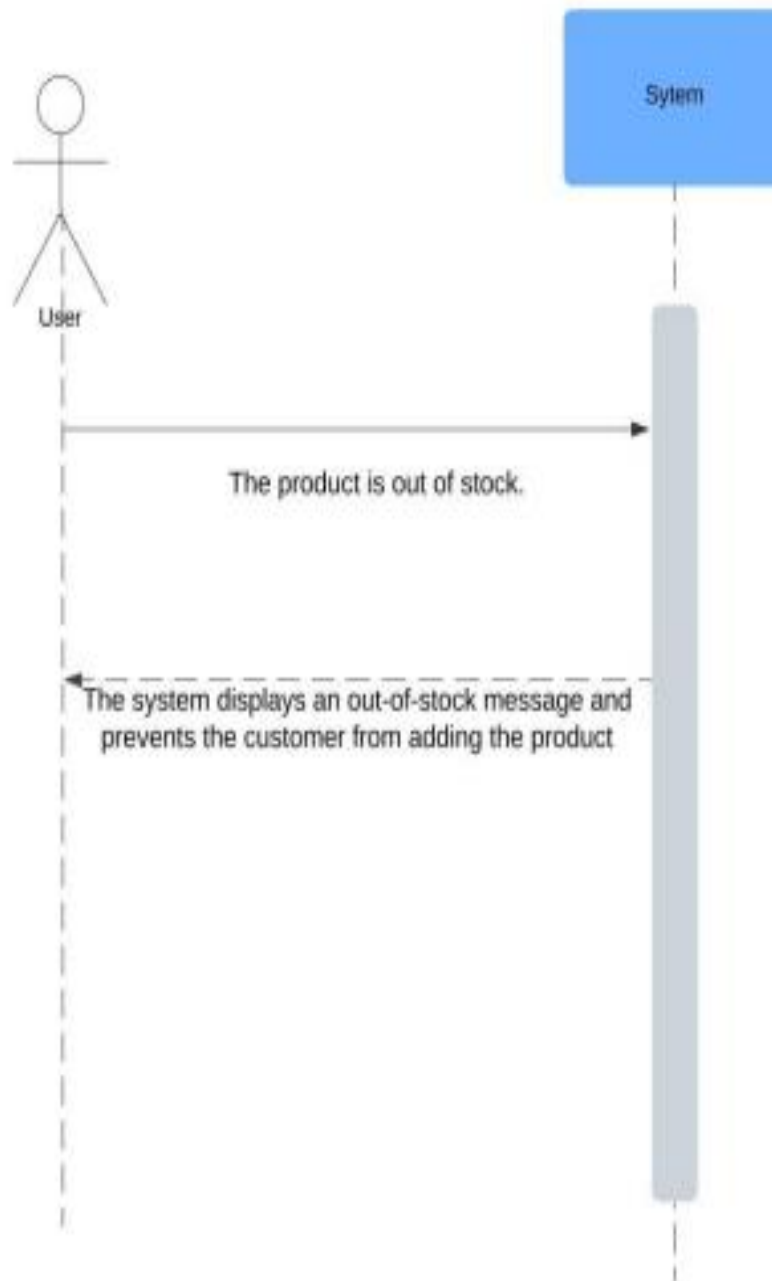 Sytem
User
The product is out of stock.
The system displays an out-of-stock message and
prevents the customer from adding the product